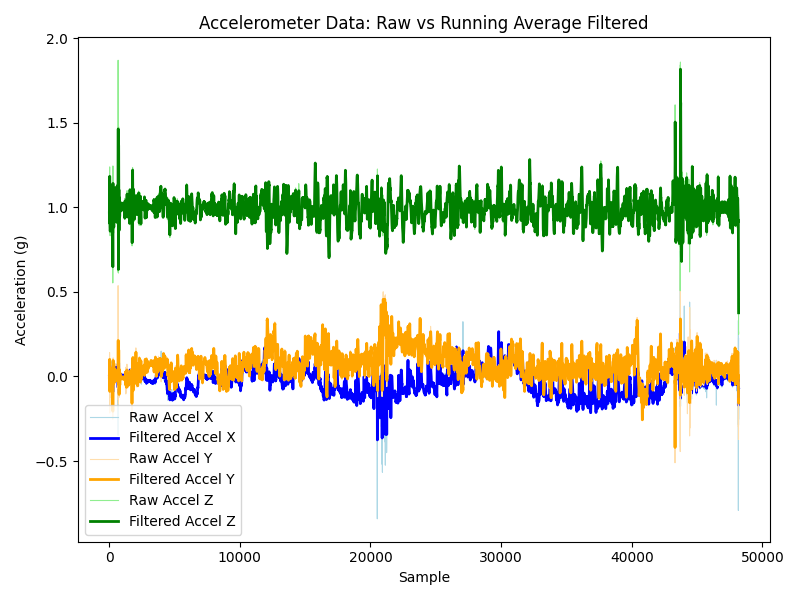 Accelerometer Data: Raw vs Running Average Filtered
Acceleration (g)
2.0
1.5
1.0
0.5
0.0
−0.5
Raw Accel X
Filtered Accel X
Raw Accel Y
Filtered Accel Y
Raw Accel Z
Filtered Accel Z
0 10000 20000 30000 40000 50000
Sample